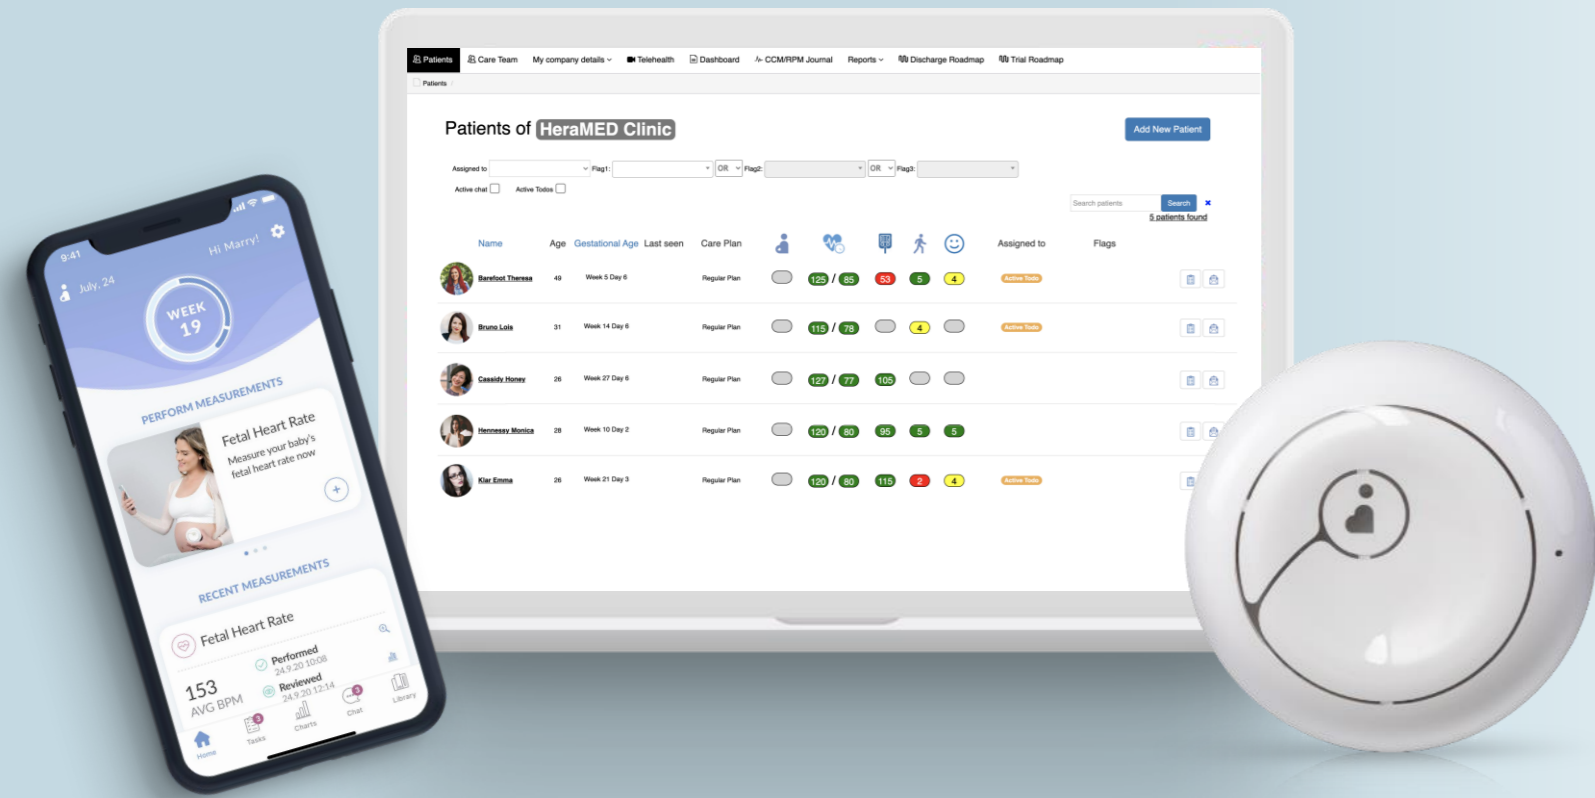 9:41
Hi Marry!
July, 24
WEEK
19
PERFORM MEASUREMENTS
Fetal Heart Rate
Measure your baby's
fetal heart rate now
RECENT MEASUREMENTS
Fetal Heart Rate
153
AVG BPM
Performed
24.9.20 10:08
Reviewed
24.9.20 12:14
Home
3
Tasks
Charts
3
Chat
Library
Patients Care Team My company details Telehealth Dashboard CCM/RPM Journal Reports Discharge Roadmap Trial Roadmap
Patients /
Patients of HeraMED Clinic
Add New Patient
Assigned to Flag1: OR Flag2: OR Flag3:
Active chat Active Todos
Search patients Search
5 patients found
Name Age Gestational Age Last seen Care Plan Assigned to Flags
Barefoot Theresa 49 Week 5 Day 6 Regular Plan 125 / 85 53 5 4 Active Todo
Bruno Lois 31 Week 14 Day 6 Regular Plan 115 / 78 4 Active Todo
Cassidy Honey 26 Week 27 Day 6 Regular Plan 127 / 77 105
Hennessy Monica 28 Week 10 Day 2 Regular Plan 120 / 80 95 5 5
Klar Emma 26 Week 21 Day 3 Regular Plan 120 / 80 115 2 4 Active Todo